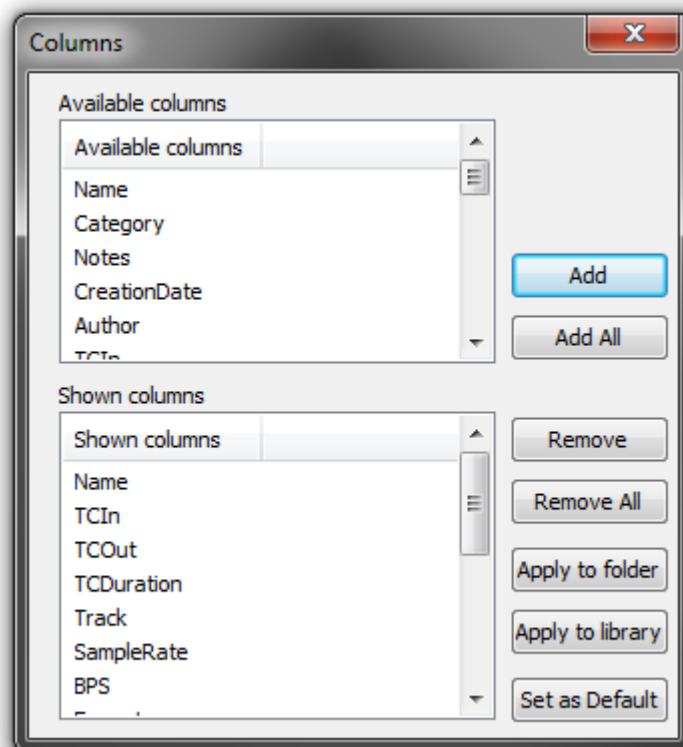 Columns
Available columns
Available columns
Name
Category
Notes
CreationDate
Author
TCIn
Add
Add All
Shown columns
Shown columns
Name
TCIn
TCOut
TCDuration
Track
SampleRate
BPS
Remove
Remove All
Apply to folder
Apply to library
Set as Default